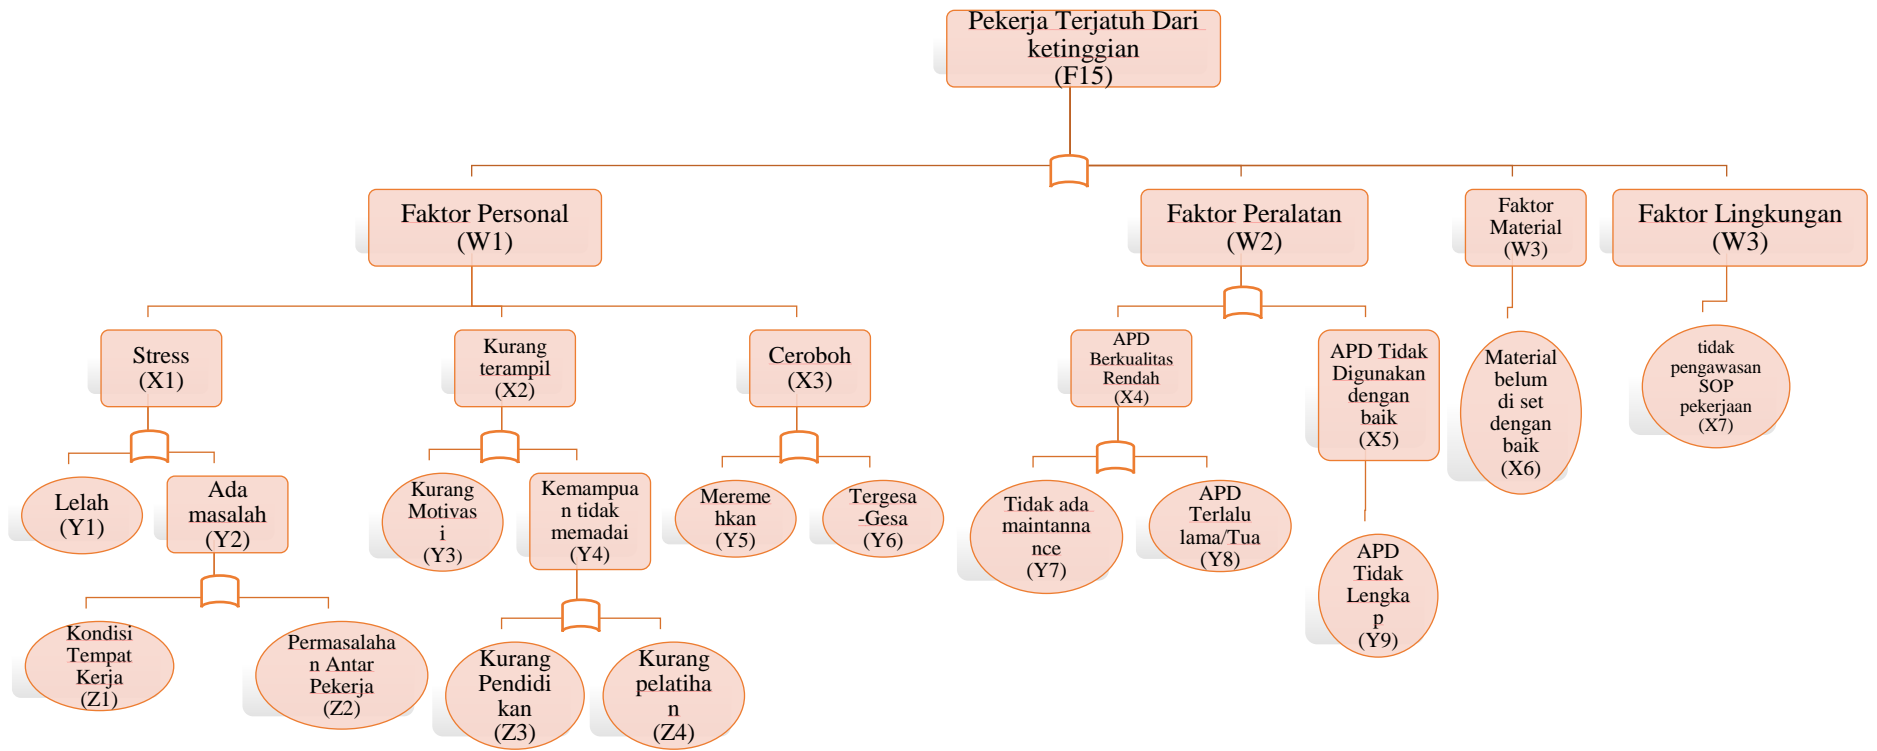 Pekerja Terjatuh Dari
ketinggian
(F15)
Faktor Personal
(W1)
Faktor Peralatan
(W2)
Faktor
Material
(W3)
Faktor Lingkungan
(W3)
Stress
(X1)
Kurang
terampil
(X2)
Ceroboh
(X3)
APD
Berkualitas
Rendah
(X4)
APD Tidak
Digunakan
dengan
baik
(X5)
Material
belum
di set
dengan
baik
(X6)
tidak
pengawasan
SOP
pekerjaan
(X7)
Lelah
(Y1)
Ada
masalah
(Y2)
Kurang
Motivas
i
(Y3)
Kemampua
n tidak
memadai
(Y4)
Mereme
hkan
(Y5)
Tergesa
-Gesa
(Y6)
Tidak ada
maintanna
nce
(Y7)
APD
Terlalu
lama/Tua
(Y8)
APD
Tidak
Lengka
p
(Y9)
Kondisi
Tempat
Kerja
(Z1)
Permasalaha
n Antar
Pekerja
(Z2)
Kurang
Pendidi
kan
(Z3)
Kurang
pelatiha
n
(Z4)